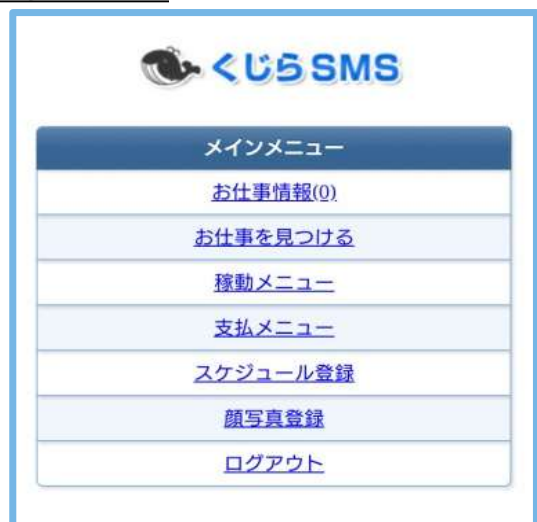 くじらSMS
メインメニュー
お仕事情報(0)
お仕事を見つける
稼動メニュー
支払メニュー
スケジュール登録
顔写真登録
ログアウト